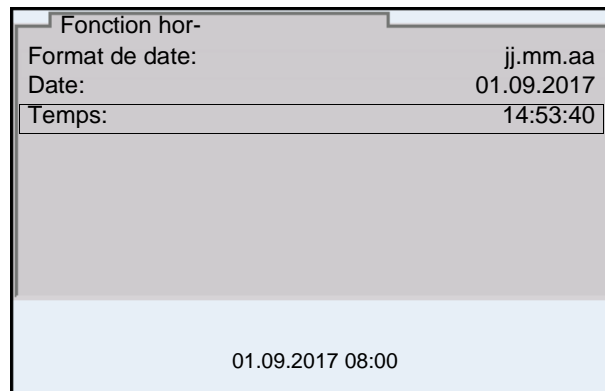 Fonction hor-
Format de date: jj.mm.aa
Date: 01.09.2017
Temps: 14:53:40
01.09.2017 08:00